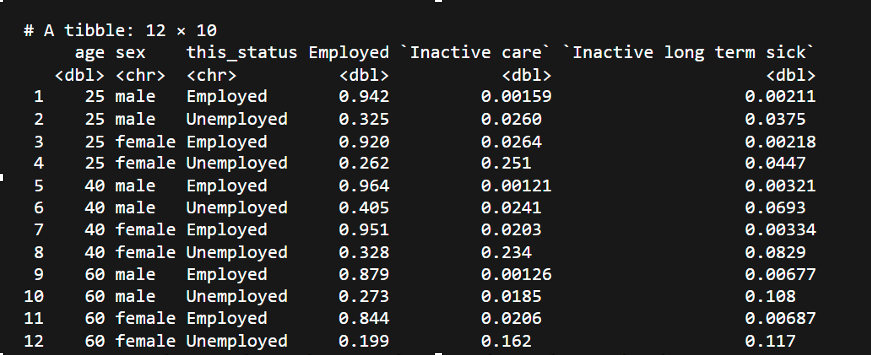 # A tibble: 12 × 10
age sex this_status Employed `Inactive care` `Inactive long term sick`
<dbl> <chr> <chr> <dbl> <dbl> <dbl>
1 25 male Employed 0.942 0.00159 0.00211
2 25 male Unemployed 0.325 0.0260 0.0375
3 25 female Employed 0.920 0.0264 0.00218
4 25 female Unemployed 0.262 0.251 0.0447
5 40 male Employed 0.964 0.00121 0.00321
6 40 male Unemployed 0.405 0.0241 0.0693
7 40 female Employed 0.951 0.0203 0.00334
8 40 female Unemployed 0.328 0.234 0.0829
9 60 male Employed 0.879 0.00126 0.00677
10 60 male Unemployed 0.273 0.0185 0.108
11 60 female Employed 0.844 0.0206 0.00687
12 60 female Unemployed 0.199 0.162 0.117